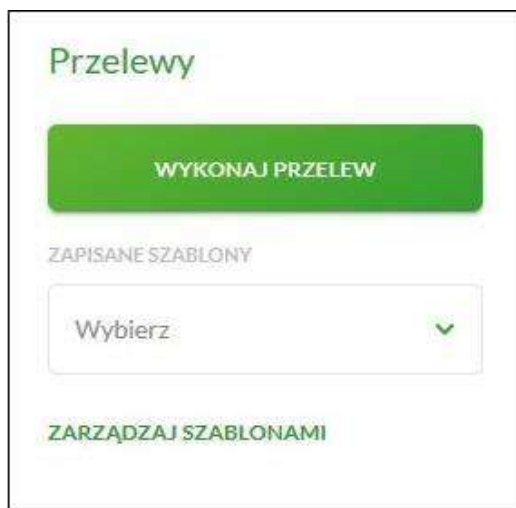 Przelewy
WYKONAJ PRZELEW
ZAPISANE SZABLONY
Wybierz
ZARZĄDZAJ SZABLONAMI